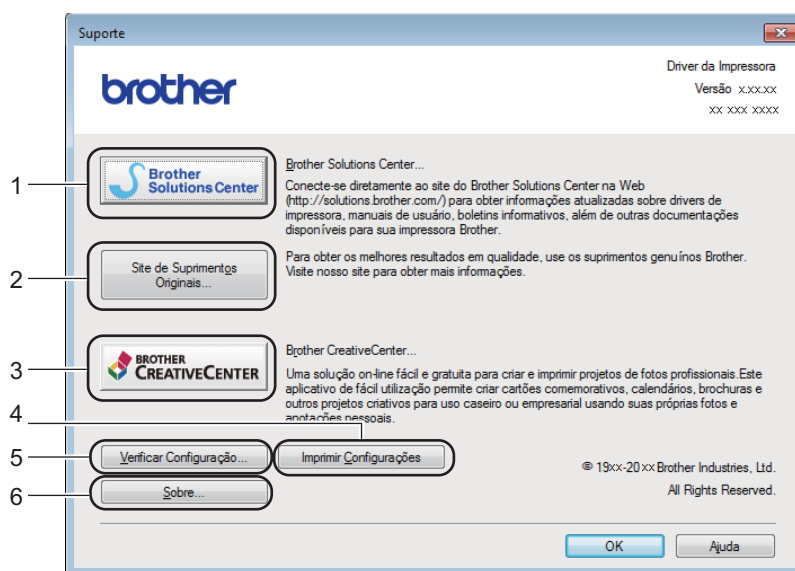 Suporte
brother
Driver da Impressora
Versão x.xx.xx
xx xxx xxxx
1
Brother
Solutions Center
Brother Solutions Center...
Conecte-se diretamente ao site do Brother Solutions Center na Web
(http://solutions.brother.com/) para obter informações atualizadas sobre drivers de
impressora, manuais de usuário, boletins informativos, além de outras documentações
disponíveis para sua impressora Brother.
2
Site de Suprimentos
Originais...
Para obter os melhores resultados em qualidade, use os suprimentos genuínos Brother.
Visite nosso site para obter mais informações.
3
BROTHER
CREATIVECENTER
Brother CreativeCenter...
Uma solução on-line fácil e gratuita para criar e imprimir projetos de fotos profissionais.Este
aplicativo de fácil utilização permite criar cartões comemorativos, calendários, brochuras e
outros projetos criativos para uso caseiro ou empresarial usando suas próprias fotos e
anotações pessoais.
4
5
Verificar Configuração...
Imprimir Configurações
6
Sobre...
© 19xx-20xx Brother Industries, Ltd.
All Rights Reserved.
OK
Ajuda